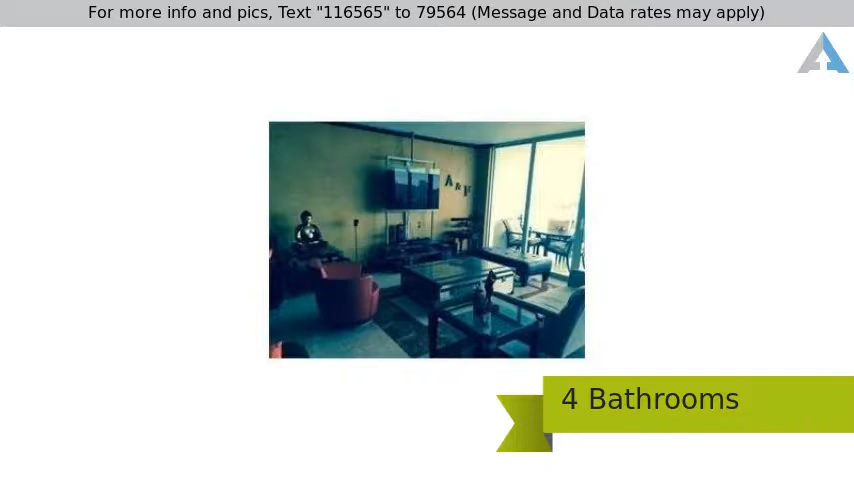 For more info and pics, Text "116565" to 79564 (Message and Data rates may apply)
A & K
4 Bathrooms